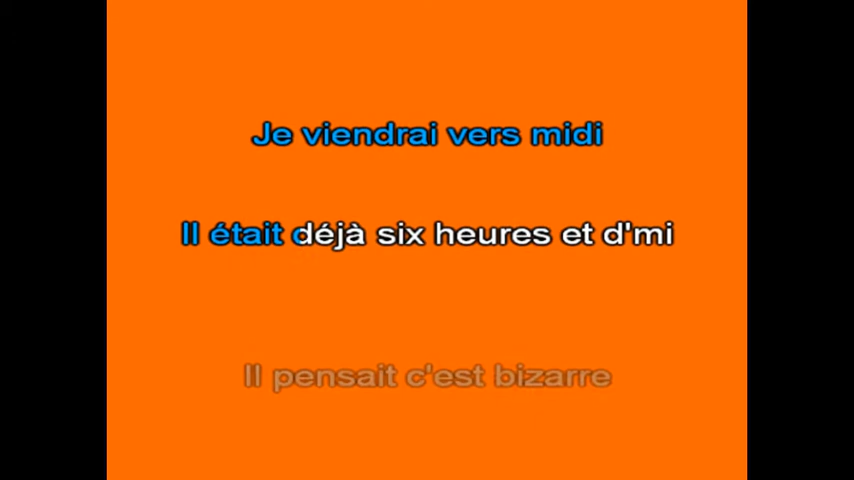 Je viendrai vers midi
Il était déjà six heures et d'mi
Il pensait c'est bizarre